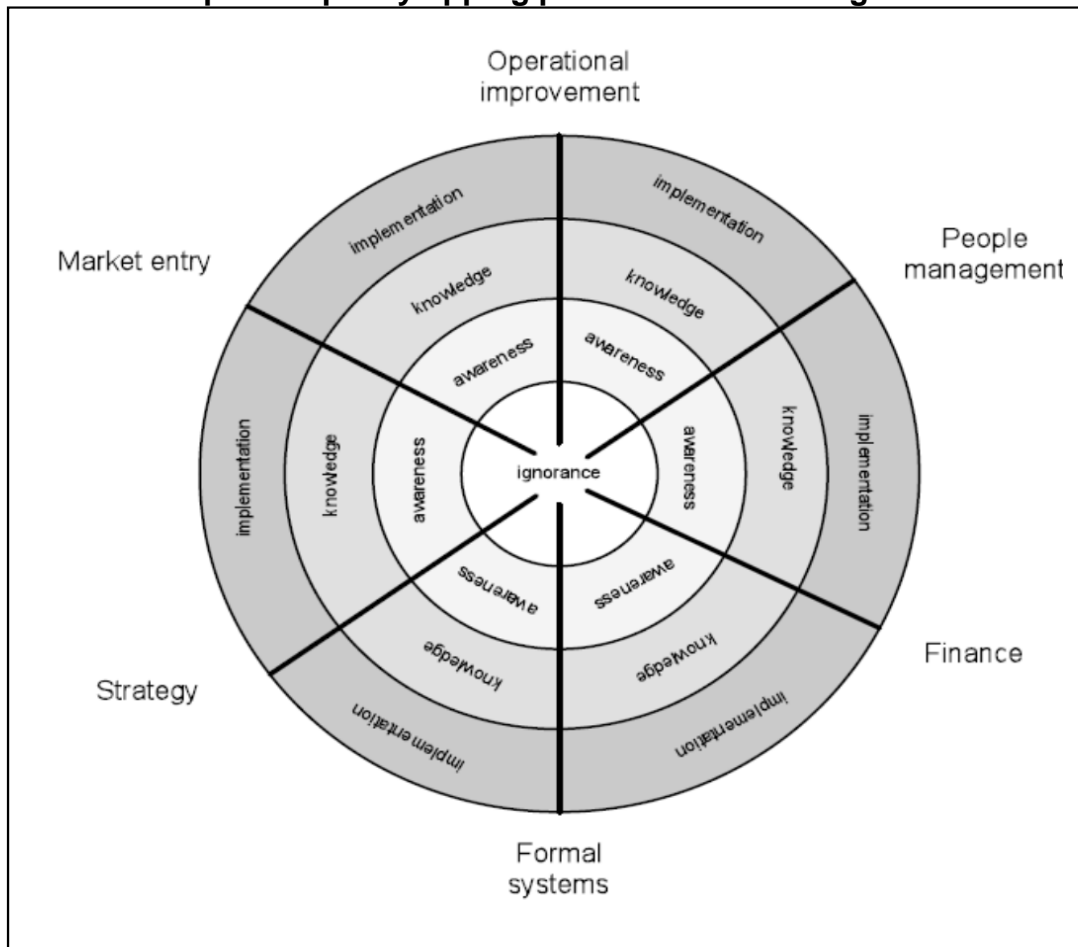 Operational
improvement
implementation
implementation
People
management
Market entry
knowledge
knowledge
awareness
awareness
implementation
knowledge
awareness
ignorance
awareness
knowledge
implementation
awareness
awareness
knowledge
knowledge
implementation
implementation
Strategy
Finance
Formal
systems